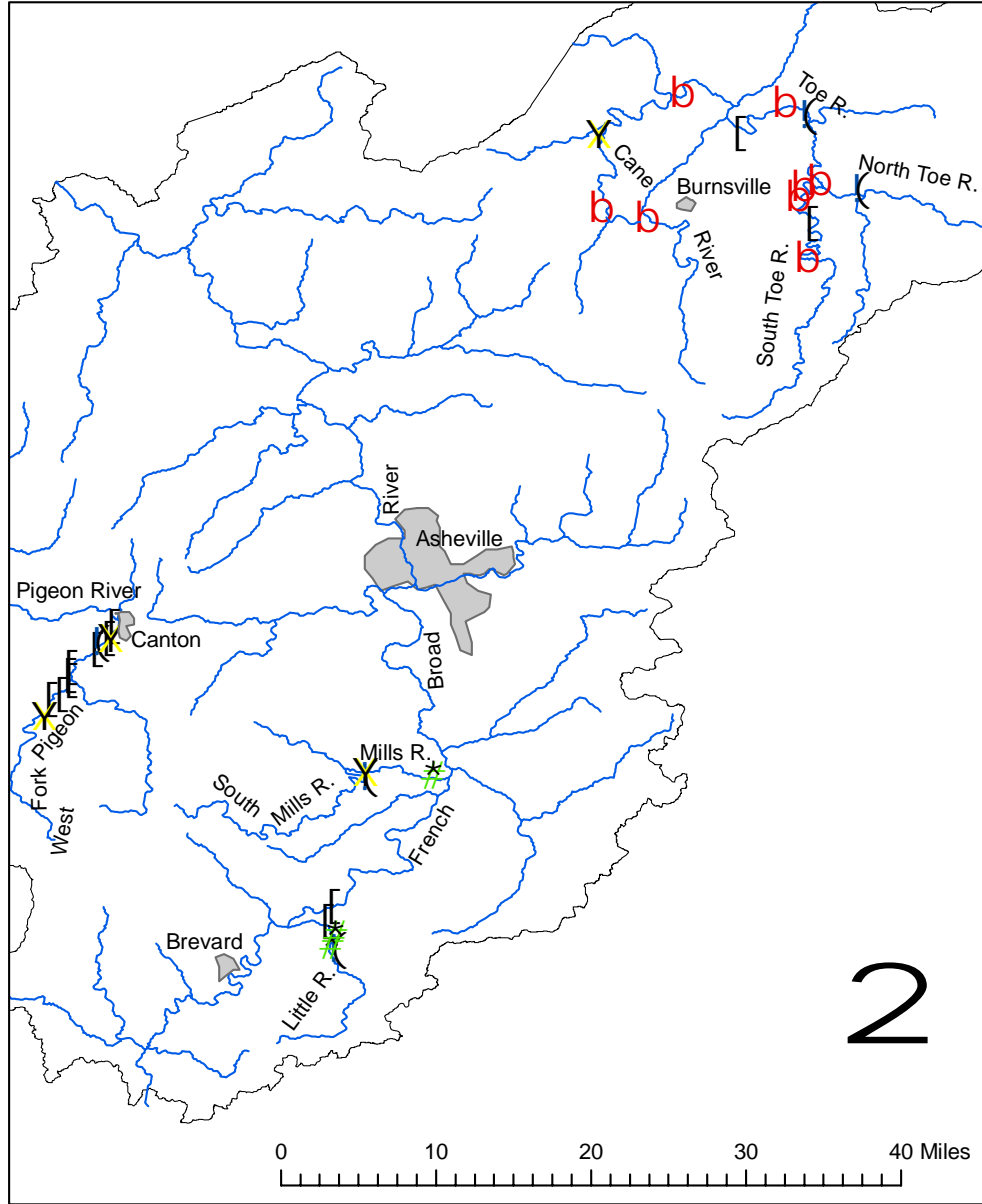 b
b
Toe R.
!(
[
Y
Cane
North Toe R.
b
b
Burnsville
!(
b
b
b
[
River
South Toe R.
b
River
Asheville
Pigeon River
[
Y
Canton
[
(
[
[
[
[
[
Y
Broad
Fork Pigeon
West
Mills R.
Y
(
*
#
South
Mills R.
French
[
[
*
#
#
(
Brevard
Little R.
2
0 10 20 30 40 Miles